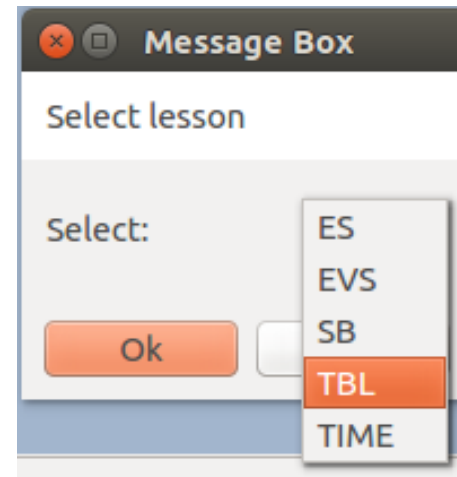 Message Box
Select lesson
Select:
ES
EVS
SB
TBL
TIME
Ok